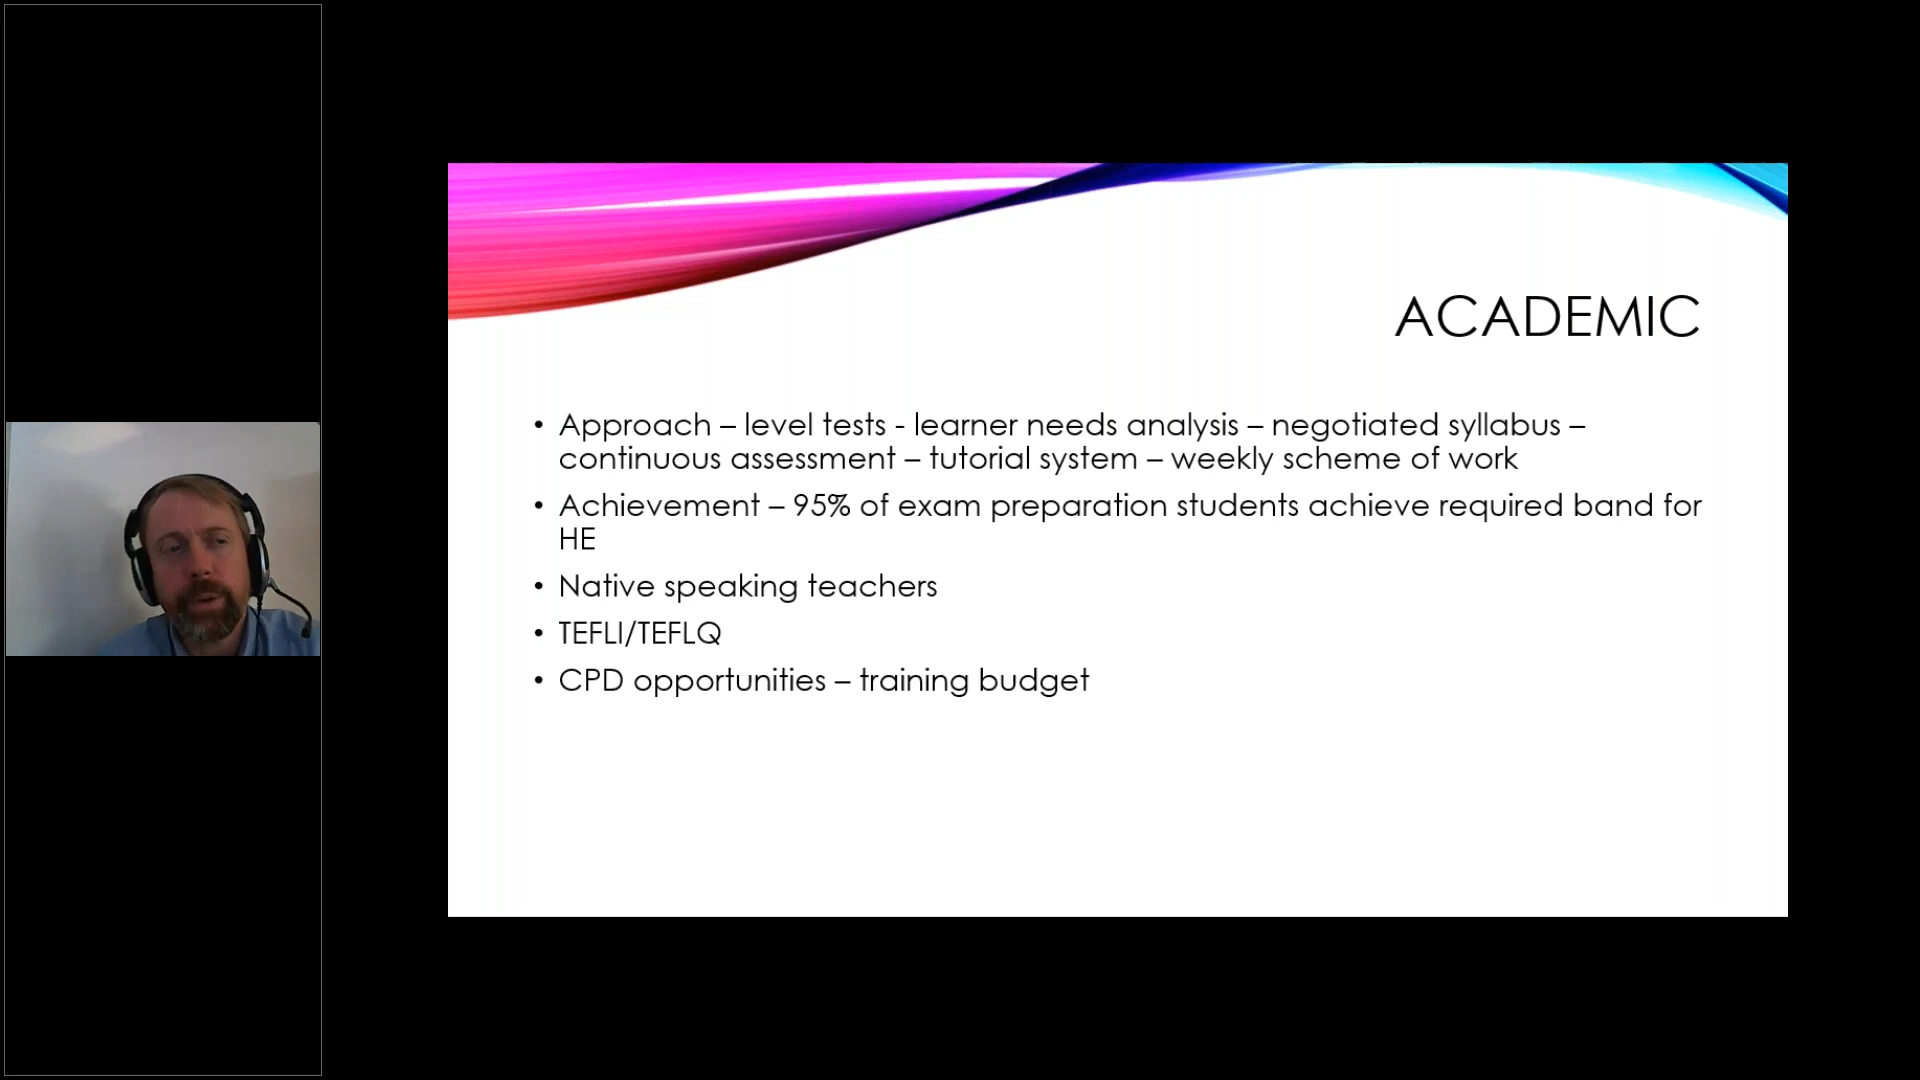 ACADEMIC
• Approach – level tests - learner needs analysis – negotiated syllabus –
continuous assessment – tutorial system – weekly scheme of work
• Achievement – 95% of exam preparation students achieve required band for
HE
• Native speaking teachers
• TEFLI/TEFLQ
• CPD opportunities – training budget